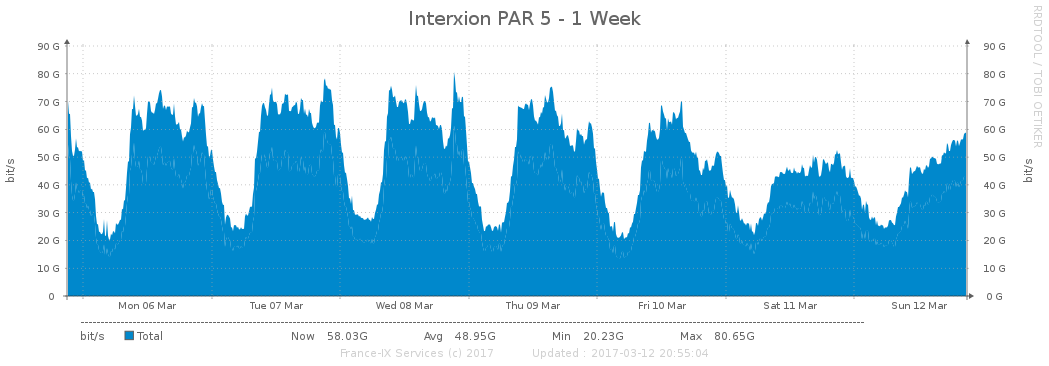 Interxion PAR 5 - 1 Week
RRDTOOL / TOBI OETIKER
bit/s
90 G 90 G
80 G 80 G
70 G 70 G
60 G 60 G
50 G 50 G
40 G 40 G
30 G 30 G
20 G 20 G
10 G 10 G
0 0 G
bit/s
Mon 06 Mar Tue 07 Mar Wed 08 Mar Thu 09 Mar Fri 10 Mar Sat 11 Mar Sun 12 Mar
bit/s Total Now 58.03G Avg 48.95G Min 20.23G Max 80.65G
France-IX Services (c) 2017 Updated : 2017-03-12 20:55:04